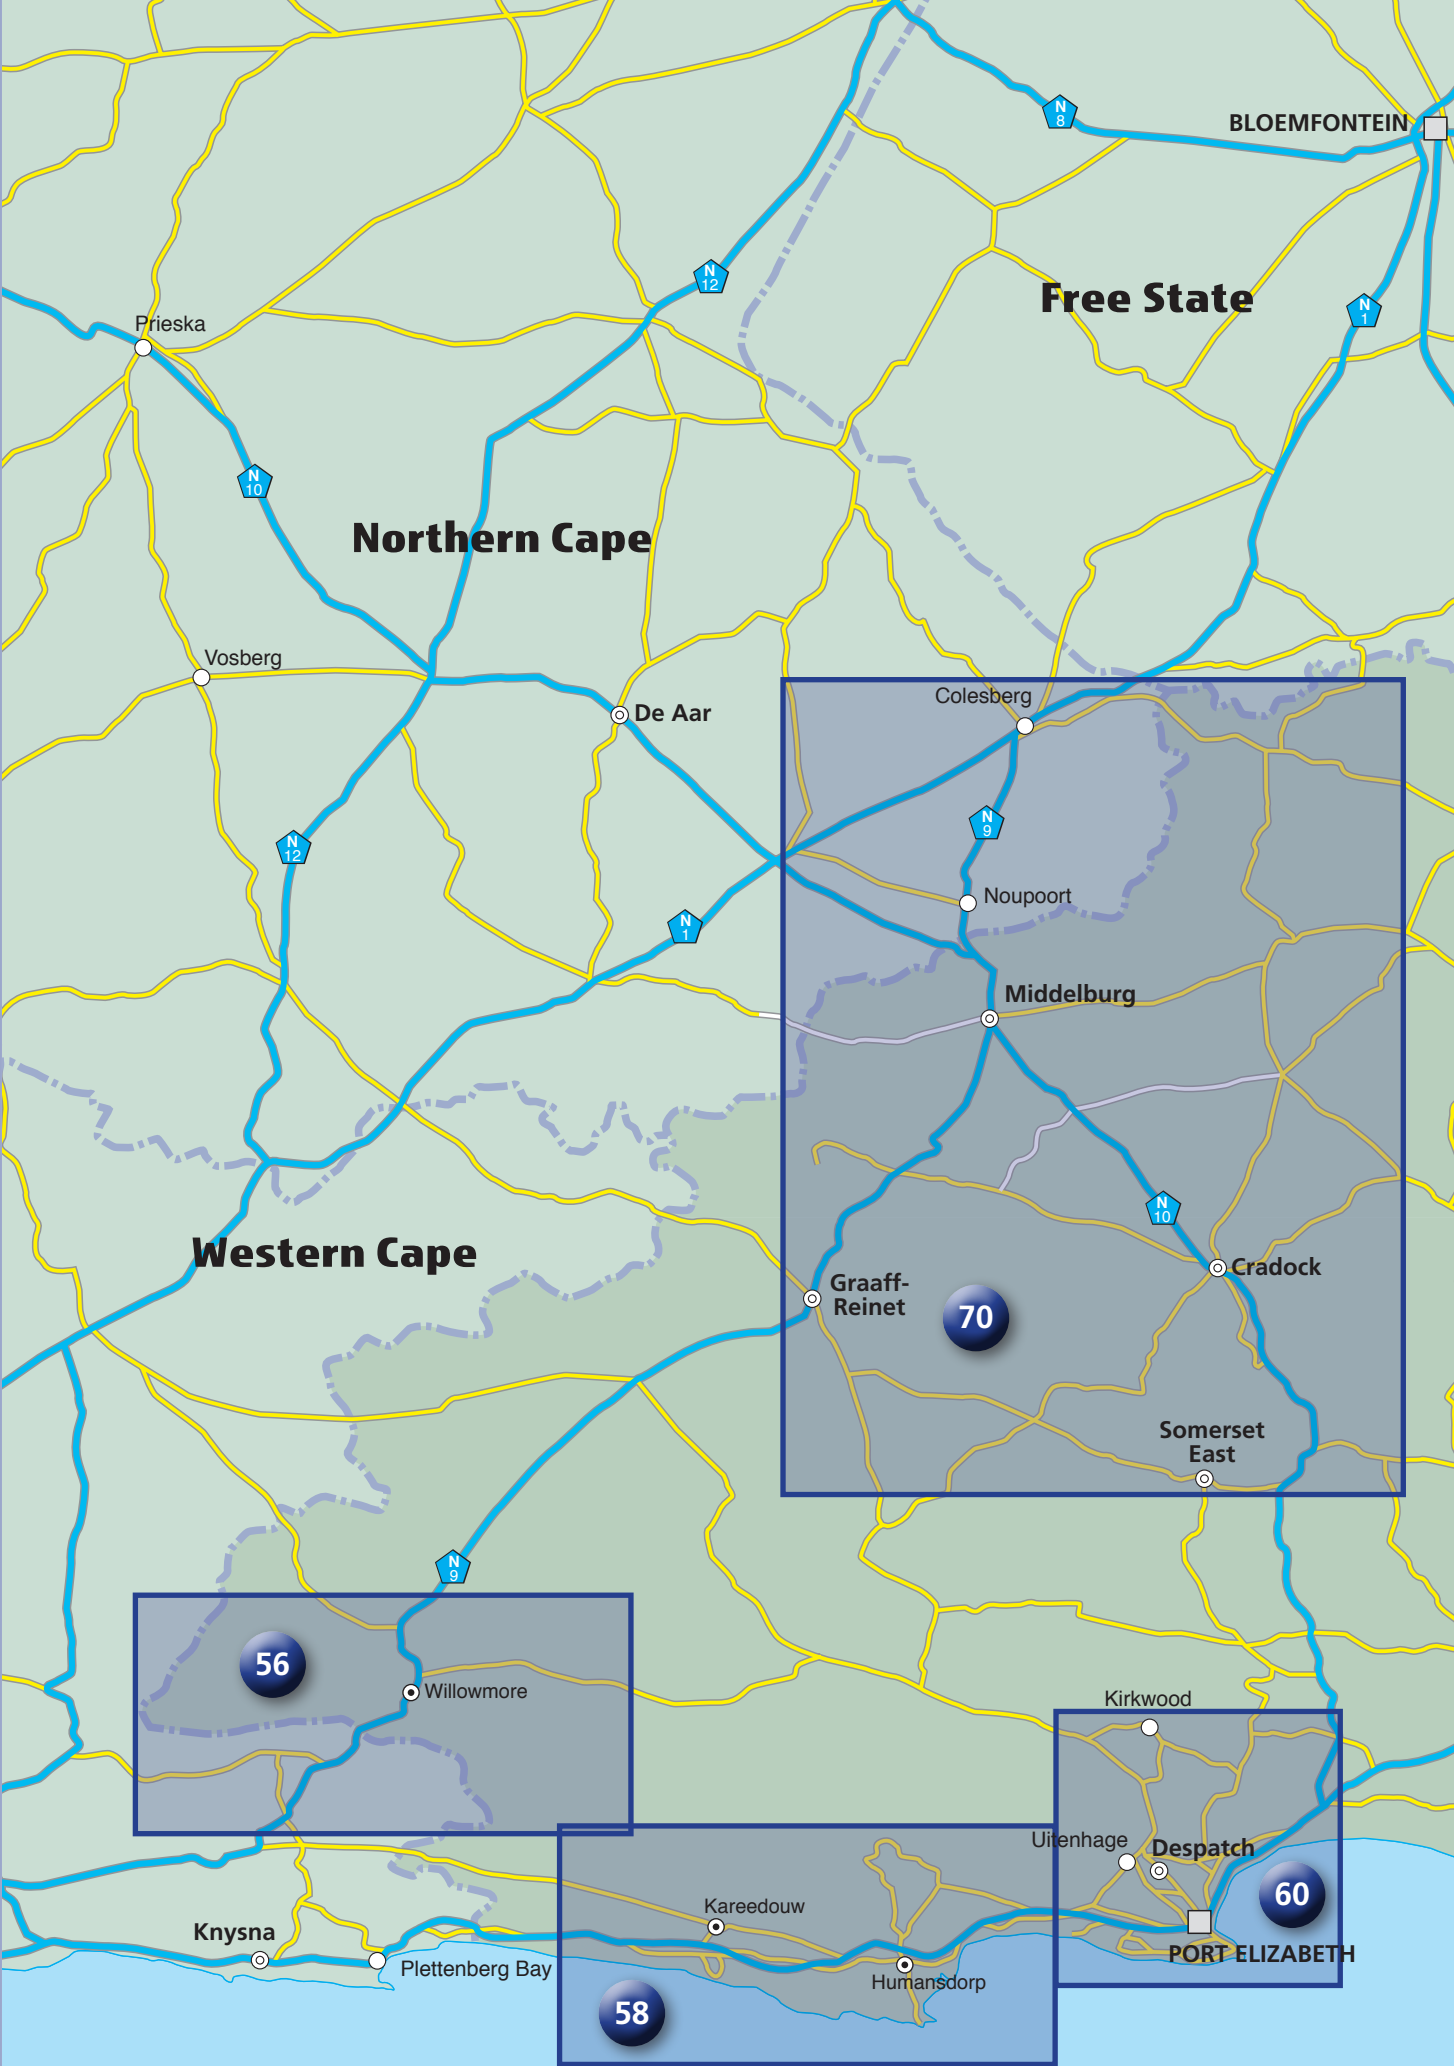 N
8
BLOEMFONTEIN
N
12
Free State
N
1
Prieska
N
10
Northern Cape
Vosberg
De Aar
Colesberg
N
9
N
12
Noupoort
N
1
Middelburg
N
10
Western Cape
Cradock
Graaff-
Reinet
70
Somerset
East
N
9
56
Willowmore
Kirkwood
Uitenhage
Despatch
60
Kareedouw
Knysna
PORT ELIZABETH
Plettenberg Bay
Humansdorp
58